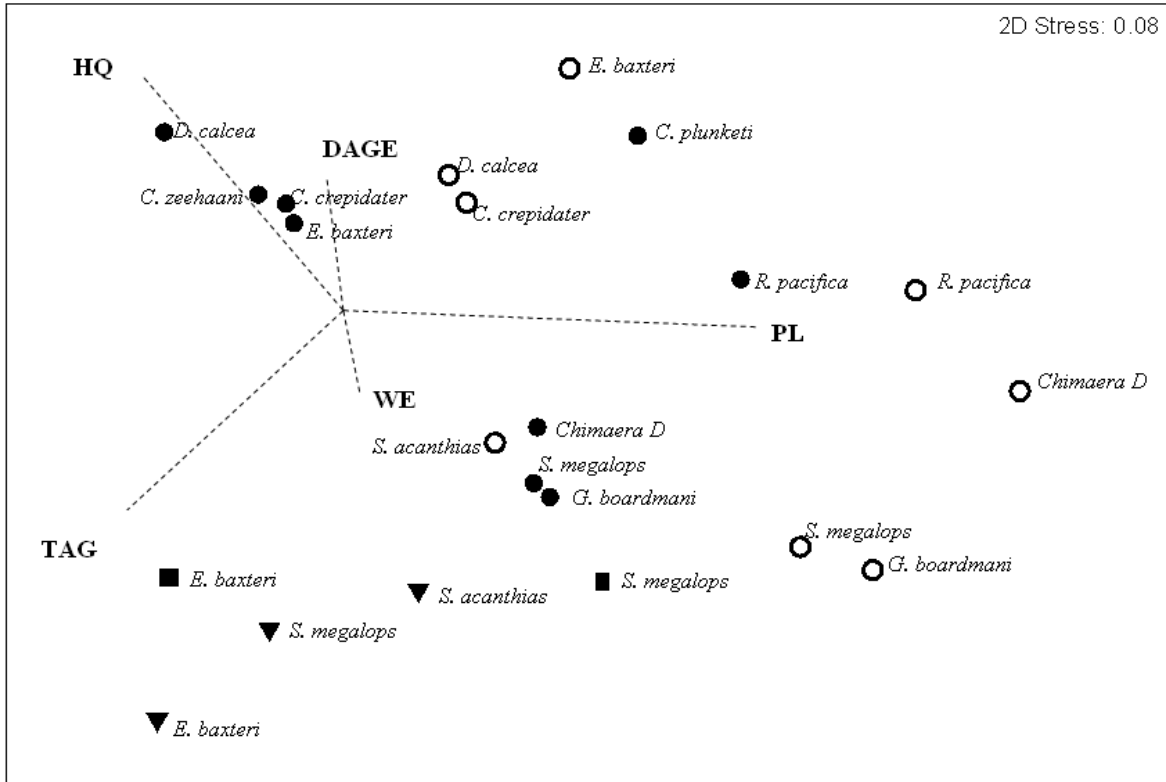 2D Stress: 0.08
HQ
E. baxteri
D. calcea
C. plunketi
DAGE
D. calcea
C. zeehaani
C. crepidater
C. crepidater
E. baxteri
R. pacifica
R. pacifica
PL
Chimaera D
WE
S. acanthias
Chimaera D
S. megalops
G. boardmani
TAG
S. megalops
G. boardmani
E. baxteri
S. acanthias
S. megalops
S. megalops
E. baxteri